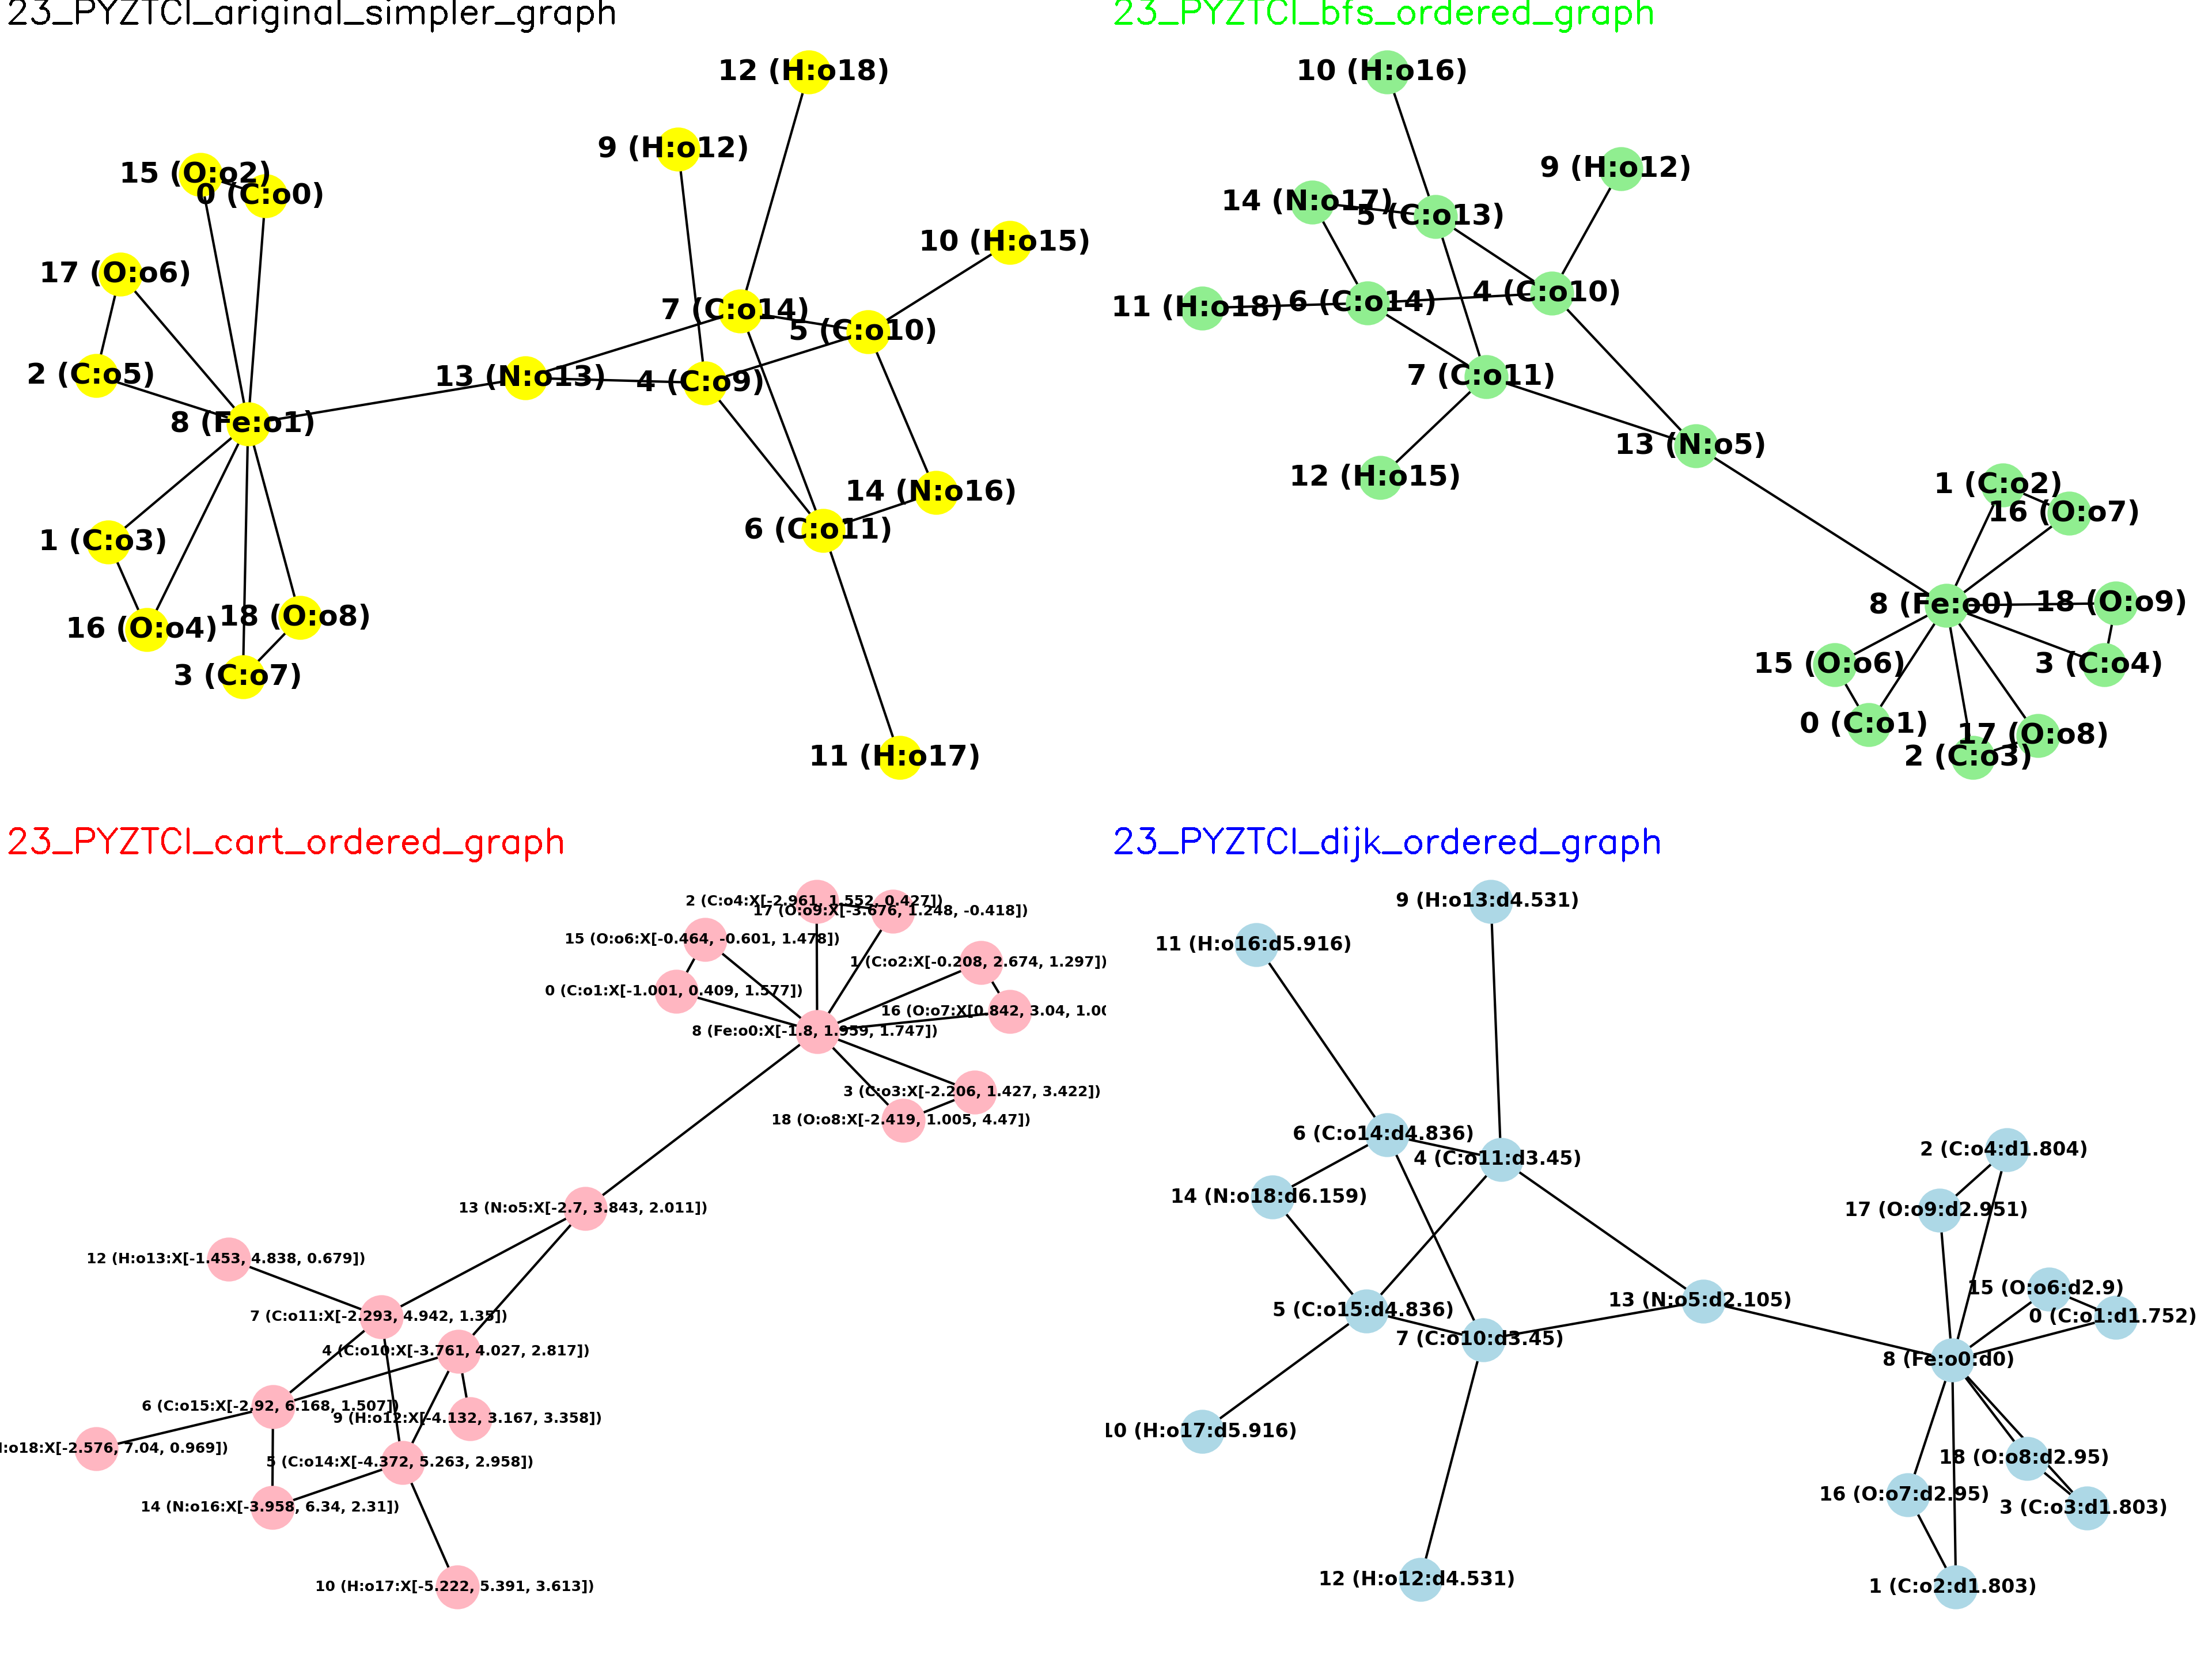 23_PYZTCI_ariginal_simpler_graph
12 (H:o18)
9 (H:o12)
15 (O:o2)
0 (C:o0)
10 (H:o15)
17 (O:o6)
7 (C:o14)
5 (C:o10)
2 (C:o5)
13 (N:o13)
4 (C:o9)
8 (Fe:o1)
14 (N:o16)
6 (C:o11)
1 (C:o3)
16 (O:o4)
18 (O:o8)
3 (C:o7)
11 (H:o17)
23_PYZTCI_bfs_ordered_graph
10 (H:o16)
9 (H:o12)
14 (N:o17)
5 (C:o13)
4 (C:o10)
11 (H:o18)
6 (C:o14)
7 (C:o11)
13 (N:o5)
12 (H:o15)
1 (C:o2)
16 (O:o7)
8 (Fe:o0)
18 (O:o9)
15 (O:o6)
3 (C:o4)
0 (C:o1)
17 (O:o8)
2 (C:o3)
23_PYZTCI_cart_ordered_graph
2 (C:o4:X[-2.961, 1.552, 0.427])
17 (O:o9:X[-3.676, 1.248, -0.418])
15 (O:o6:X[-0.464, -0.601, 1.478])
1 (C:o2:X[-0.208, 2.674, 1.297])
0 (C:o1:X[-1.001, 0.409, 1.577])
16 (O:o7:X[0.842, 3.04, 1.00
8 (Fe:o0:X[-1.8, 1.959, 1.747])
3 (C:o3:X[-2.206, 1.427, 3.422])
18 (O:o8:X[-2.419, 1.005, 4.47])
13 (N:o5:X[-2.7, 3.843, 2.011])
12 (H:o13:X[-1.453, 4.838, 0.679])
7 (C:o11:X[-2.293, 4.942, 1.35])
4 (C:o10:X[-3.761, 4.027, 2.817])
6 (C:o15:X[-2.92, 6.168, 1.507])
9 (H:o12:X[-4.132, 3.167, 3.358])
:o18:X[-2.576, 7.04, 0.969])
5 (C:o14:X[-4.372, 5.263, 2.958])
14 (N:o16:X[-3.958, 6.34, 2.31])
10 (H:o17:X[-5.222, 5.391, 3.613])
23_PYZTCI_dijk_ordered_graph
9 (H:o13:d4.531)
11 (H:o16:d5.916)
6 (C:o14:d4.836)
4 (C:o11:d3.45)
2 (C:o4:d1.804)
14 (N:o18:d6.159)
17 (O:o9:d2.951)
15 (O:o6:d2.9)
13 (N:o5:d2.105)
5 (C:o15:d4.836)
0 (C:o1:d1.752)
7 (C:o10:d3.45)
8 (Fe:o0:d0)
10 (H:o17:d5.916)
18 (O:o8:d2.95)
16 (O:o7:d2.95)
3 (C:o3:d1.803)
12 (H:o12:d4.531)
1 (C:o2:d1.803)